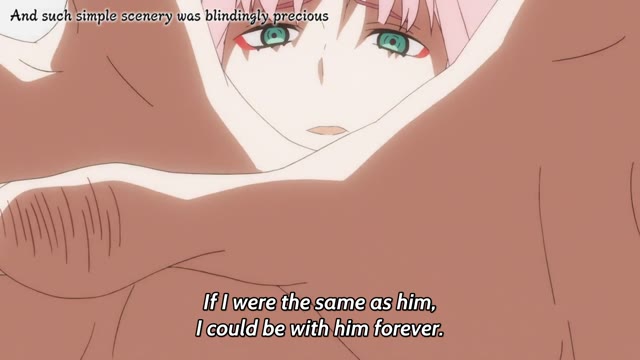 And such simple scenery was blindingly precious
If I were the same as him,
I could be with him forever.